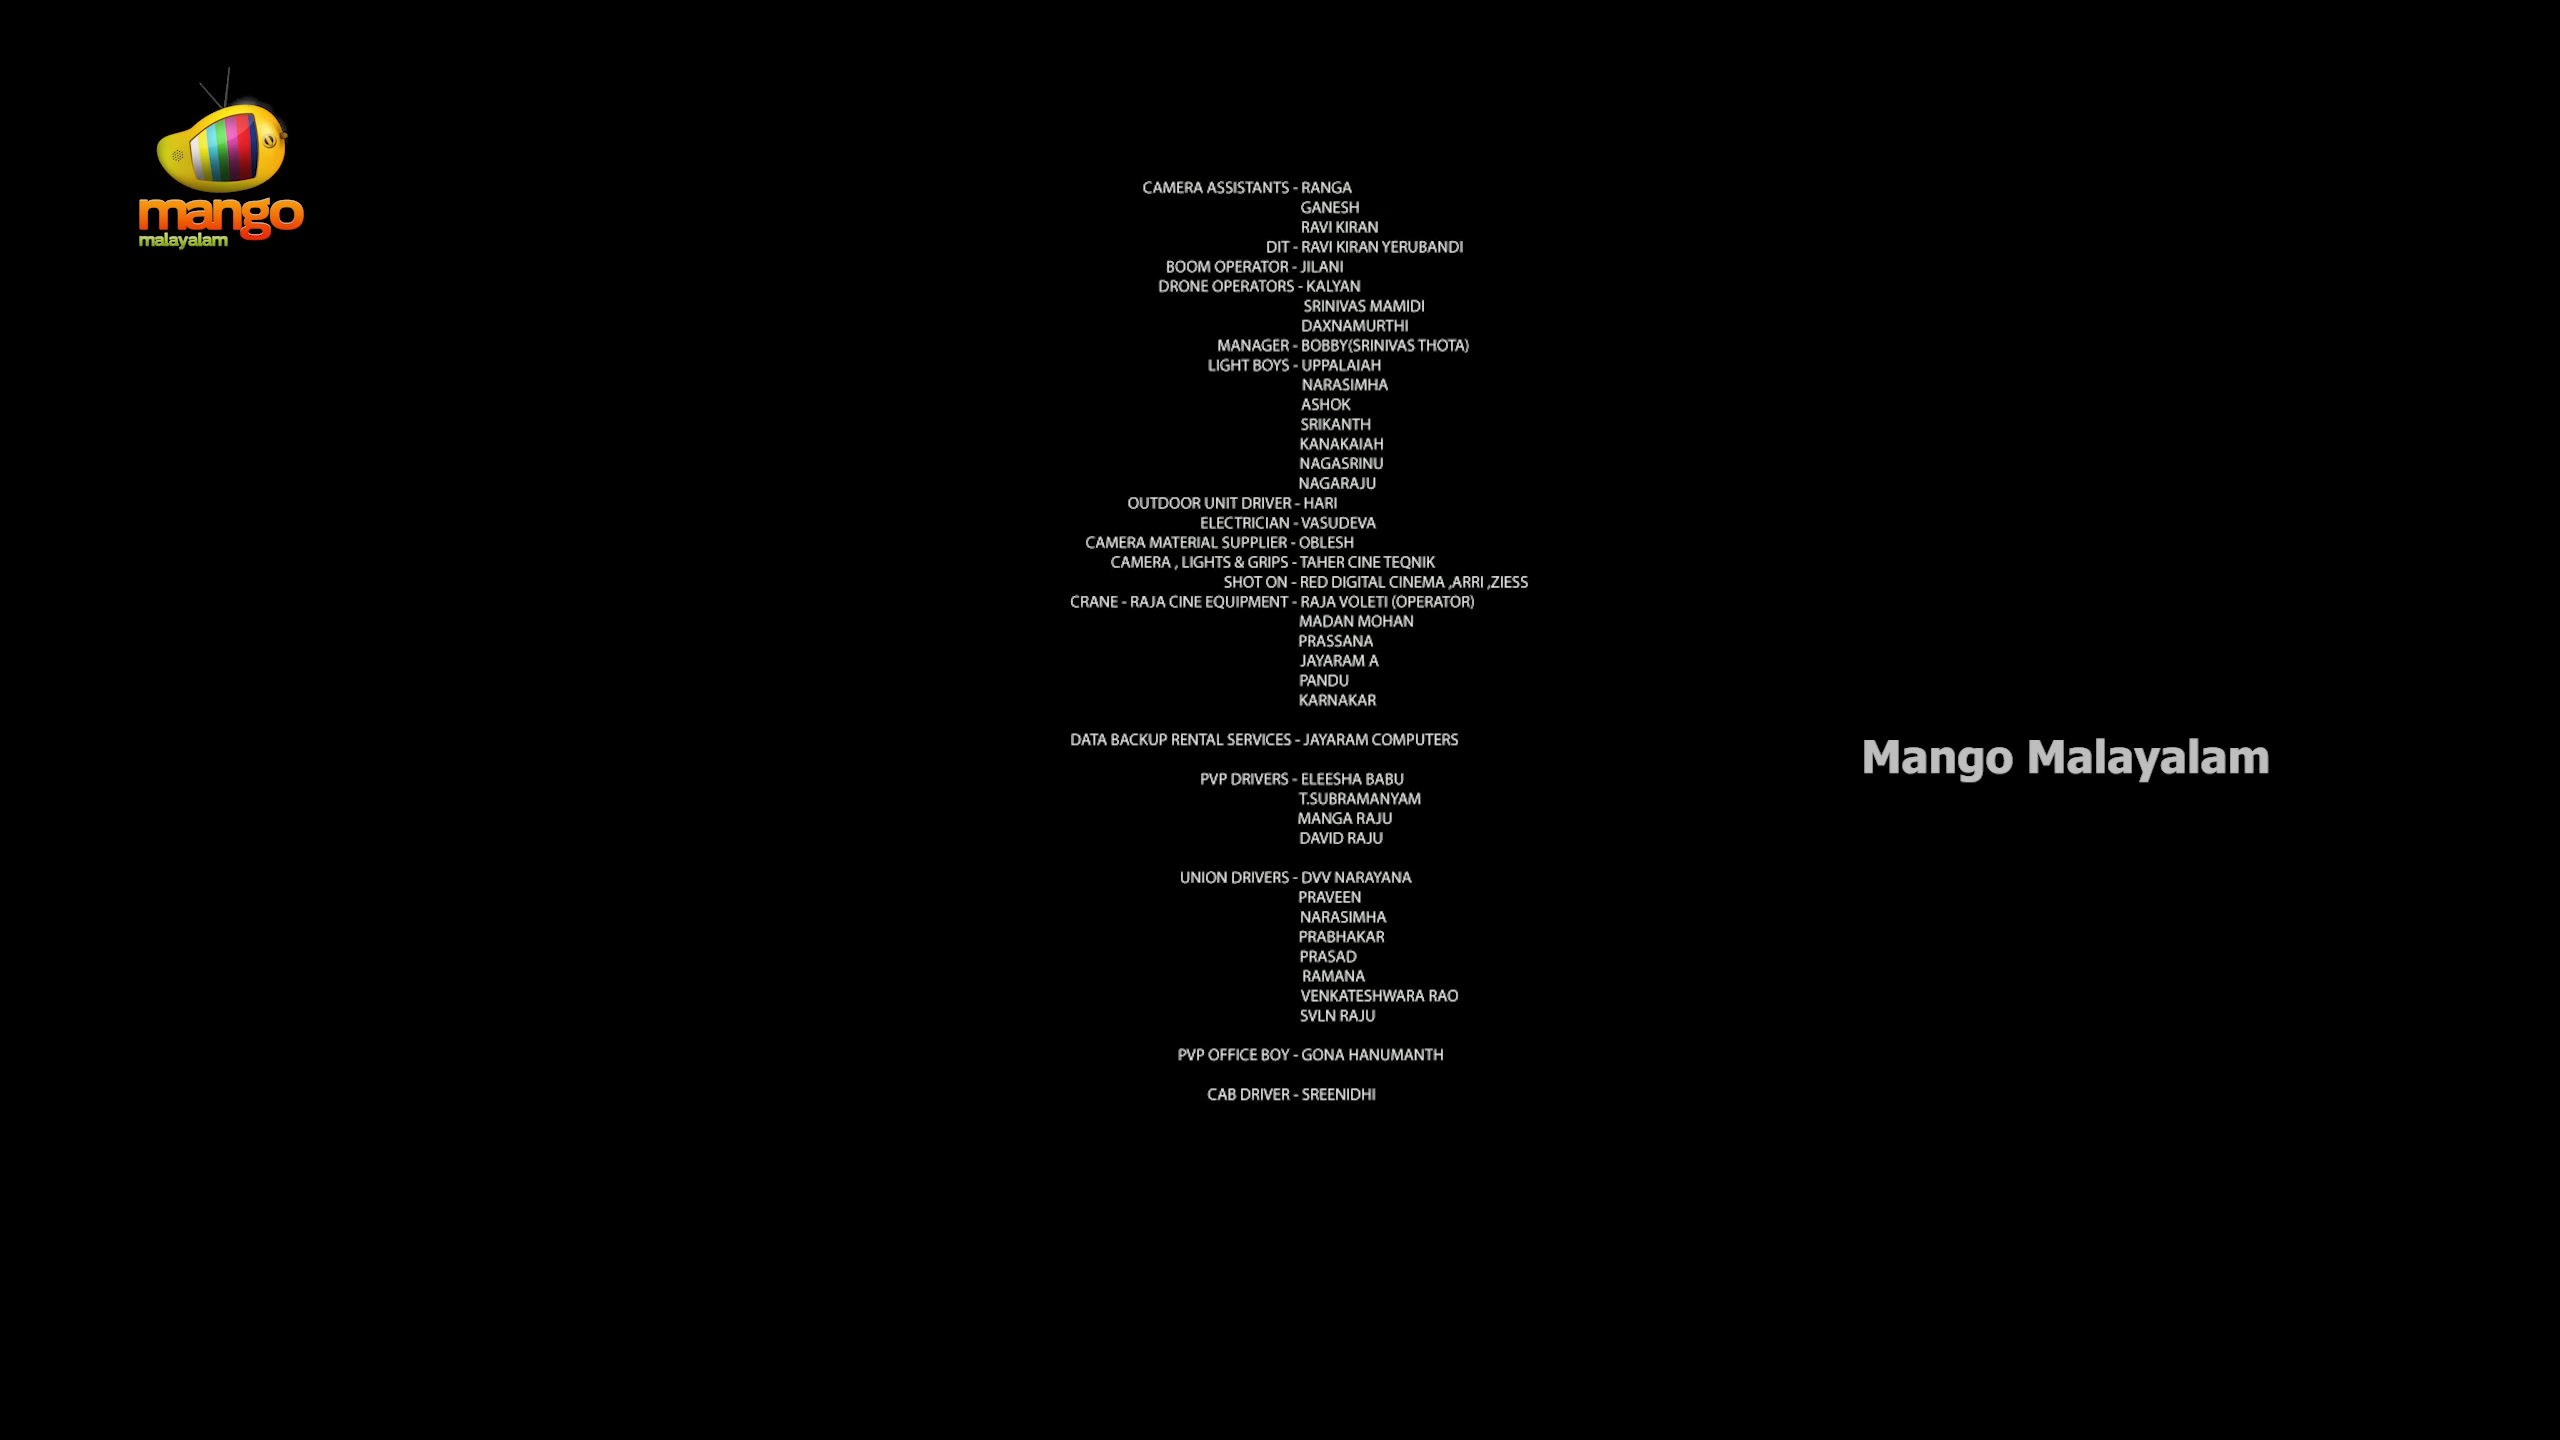 mango
malayalam
CAMERA ASSISTANTS - RANGA
GANESH
RAVI KIRAN
DIT - RAVI KIRAN YERUBANDI
BOOM OPERATOR - JILANI
DRONE OPERATORS - KALYAN
SRINIVAS MAMIDI
DAXNAMURTHI
MANAGER - BOBBY(SRINIVAS THOTA)
LIGHT BOYS - UPPALAIAH
NARASIMHA
ASHOK
SRIKANTH
KANAKAIAH
NAGASRINU
NAGARAJU
OUTDOOR UNIT DRIVER - HARI
ELECTRICIAN - VASUDEVA
CAMERA MATERIAL SUPPLIER - OBLESH
CAMERA , LIGHTS & GRIPS - TAHER CINE TEQNIK
SHOT ON - RED DIGITAL CINEMA ,ARRI ,ZIESS
CRANE - RAJA CINE EQUIPMENT - RAJA VOLETI (OPERATOR)
MADAN MOHAN
PRASSANA
JAYARAM A
PANDU
KARNAKAR
DATA BACKUP RENTAL SERVICES - JAYARAM COMPUTERS
Mango Malayalam
PVP DRIVERS - ELEESHA BABU
T.SUBRAMANYAM
MANGA RAJU
DAVID RAJU
UNION DRIVERS - DVV NARAYANA
PRAVEEN
NARASIMHA
PRABHAKAR
PRASAD
RAMANA
VENKATESHWARA RAO
SVLN RAJU
PVP OFFICE BOY - GONA HANUMANTH
CAB DRIVER - SREENIDHI